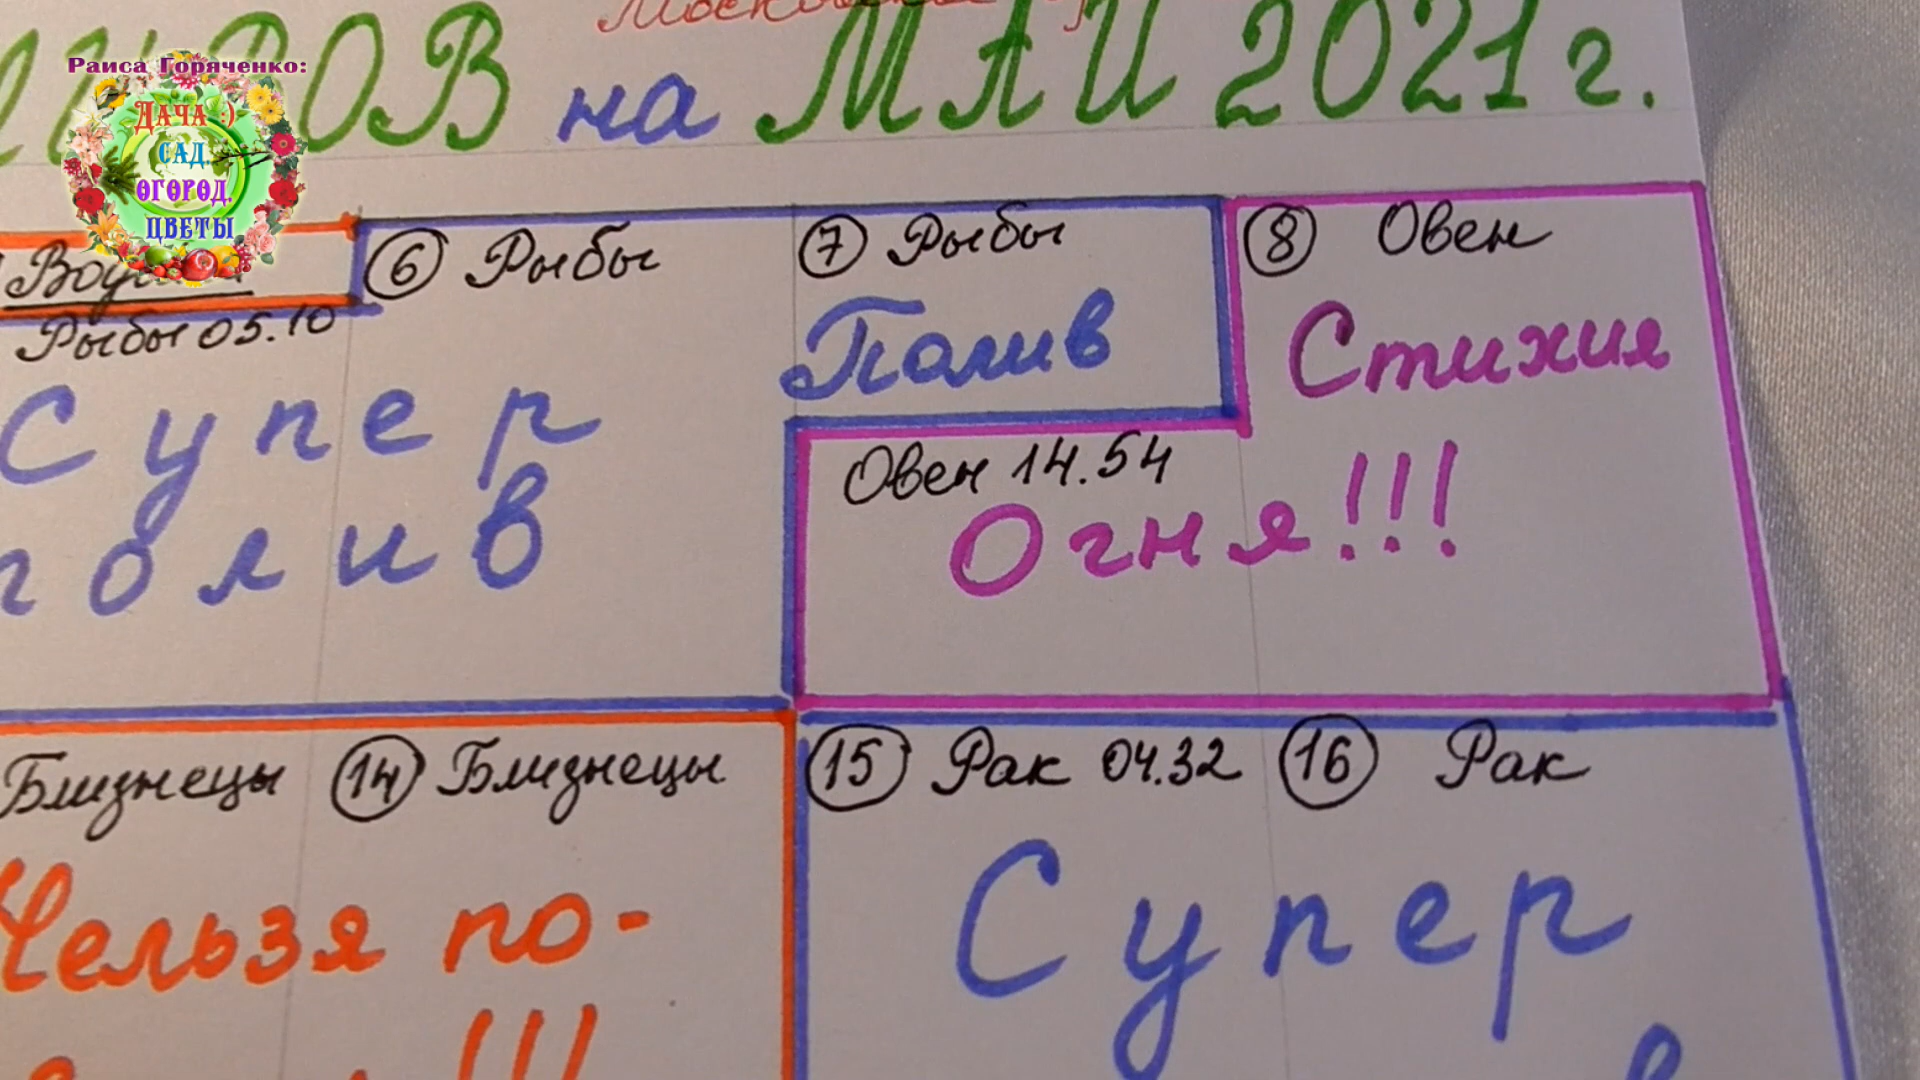 Раиса Горяченко:
Дача :)
сад,
огород,
цветы
на МАЙ 2021 г.
6 Рыбы
7 Рыбы
8 Овен
Рыбы 05.10
Полив
Стихия
Супер
Овен 14.54
Огня!!!
полив
Близнецы
14 Близнецы
15 Рак 04.32
16 Рак
Нельзя по-
Супер
!!!